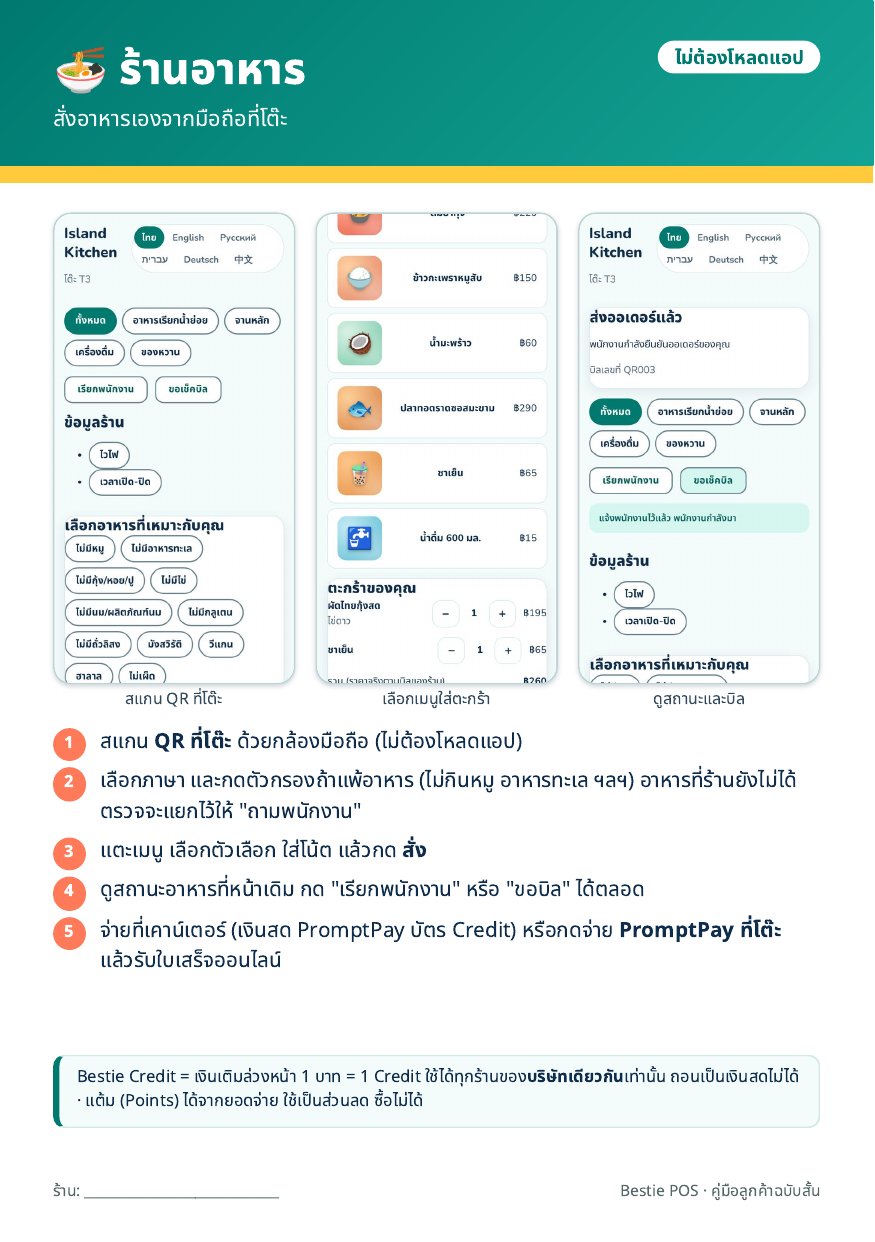 ร้านอาหาร
ไม่ต้องโหลดแอป
สั่งอาหารเองจากมือถือที่โต๊ะ
Island
Kitchen
ไทย English Русский
עברית Deutsch 中文
โต๊ะ T3
ทั้งหมด อาหารเรียกน้ำย่อย จานหลัก
เครื่องดื่ม ของหวาน
เรียกพนักงาน ขอเช็คบิล
ข้อมูลร้าน
• ไวไฟ
• เวลาเปิด-ปิด
เลือกอาหารที่เหมาะกับคุณ
ไม่มีหมู ไม่มีอาหารทะเล
ไม่มีกุ้ง/หอย/ปู ไม่มีไข่
ไม่มีนม/ผลิตภัณฑ์นม ไม่มีกลูเตน
ไม่มีถั่วลิสง มังสวิรัติ วีแกน
ฮาลาล ไม่เผ็ด
สแกน QR ที่โต๊ะ
ข้าวกะเพราหมูสับ ฿150
น้ำมะพร้าว ฿60
ปลาทอดราดซอสมะขาม ฿290
ชาเย็น ฿65
น้ำดื่ม 600 มล. ฿15
ตะกร้าของคุณ
ผัดไทยกุ้งสด − 1 + ฿195
ไข่ดาว
ชาเย็น − 1 + ฿65
รวม (ราคาจริงตามบิลของร้าน) ฿260
เลือกเมนูใส่ตะกร้า
Island
Kitchen
ไทย English Русский
עברית Deutsch 中文
โต๊ะ T3
ส่งออเดอร์แล้ว
พนักงานกำลังยืนยันออเดอร์ของคุณ
บิลเลขที่ QR003
ทั้งหมด อาหารเรียกน้ำย่อย จานหลัก
เครื่องดื่ม ของหวาน
เรียกพนักงาน ขอเช็คบิล
แจ้งพนักงานไว้แล้ว พนักงานกำลังมา
ข้อมูลร้าน
• ไวไฟ
• เวลาเปิด-ปิด
เลือกอาหารที่เหมาะกับคุณ
ดูสถานะและบิล
1 สแกน QR ที่โต๊ะ ด้วยกล้องมือถือ (ไม่ต้องโหลดแอป)
2 เลือกภาษา และกดตัวกรองถ้าแพ้อาหาร (ไม่กินหมู อาหารทะเล ฯลฯ) อาหารที่ร้านยังไม่ได้
ตรวจจะแยกไว้ให้ "ถามพนักงาน"
3 แตะเมนู เลือกตัวเลือก ใส่โน้ต แล้วกด สั่ง
4 ดูสถานะอาหารที่หน้าเดิม กด "เรียกพนักงาน" หรือ "ขอบิล" ได้ตลอด
5 จ่ายที่เคาน์เตอร์ (เงินสด PromptPay บัตร Credit) หรือกดจ่าย PromptPay ที่โต๊ะ
แล้วรับใบเสร็จออนไลน์
Bestie Credit = เงินเติมล่วงหน้า 1 บาท = 1 Credit ใช้ได้ทุกร้านของบริษัทเดียวกันเท่านั้น ถอนเป็นเงินสดไม่ได้
· แต้ม (Points) ได้จากยอดจ่าย ใช้เป็นส่วนลด ซื้อไม่ได้
ร้าน: ________________________
Bestie POS · คู่มือลูกค้าฉบับสั้น